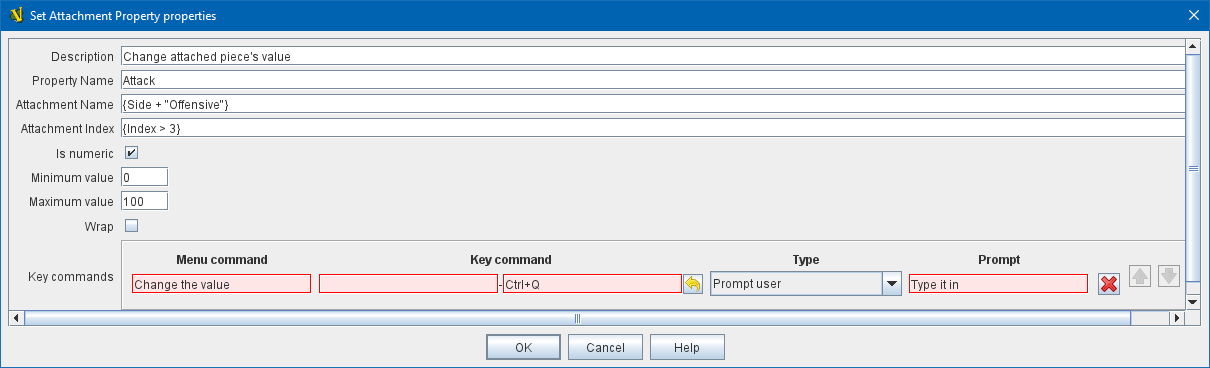 Set Attachment Property properties
Description Change attached piece's value
Property Name Attack
Attachment Name {Side + "Offensive"}
Attachment Index {Index > 3}
Is numeric
Minimum value 0
Maximum value 100
Wrap
Menu command Key command Type Prompt
Key commands Change the value - Ctrl+Q Prompt user Type it in
OK Cancel Help